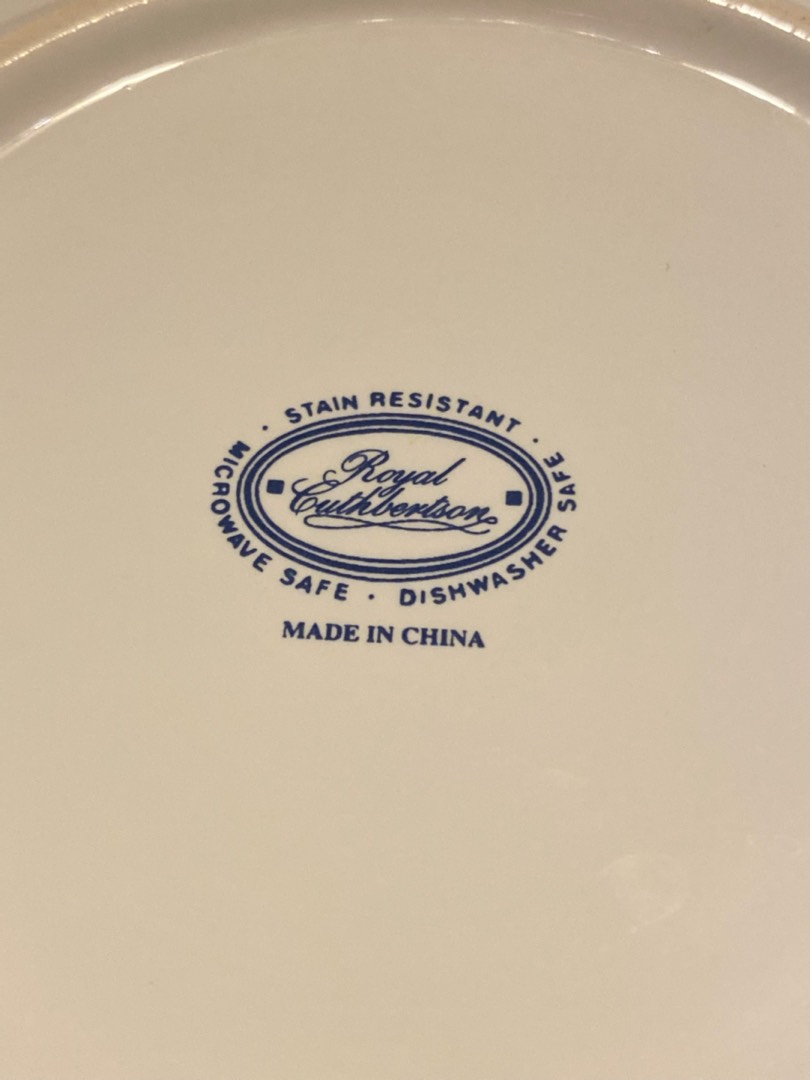 · STAIN RESISTANT ·
Royal
Cuthbertson
MICROWAVE SAFE · DISHWASHER SAFE
MADE IN CHINA